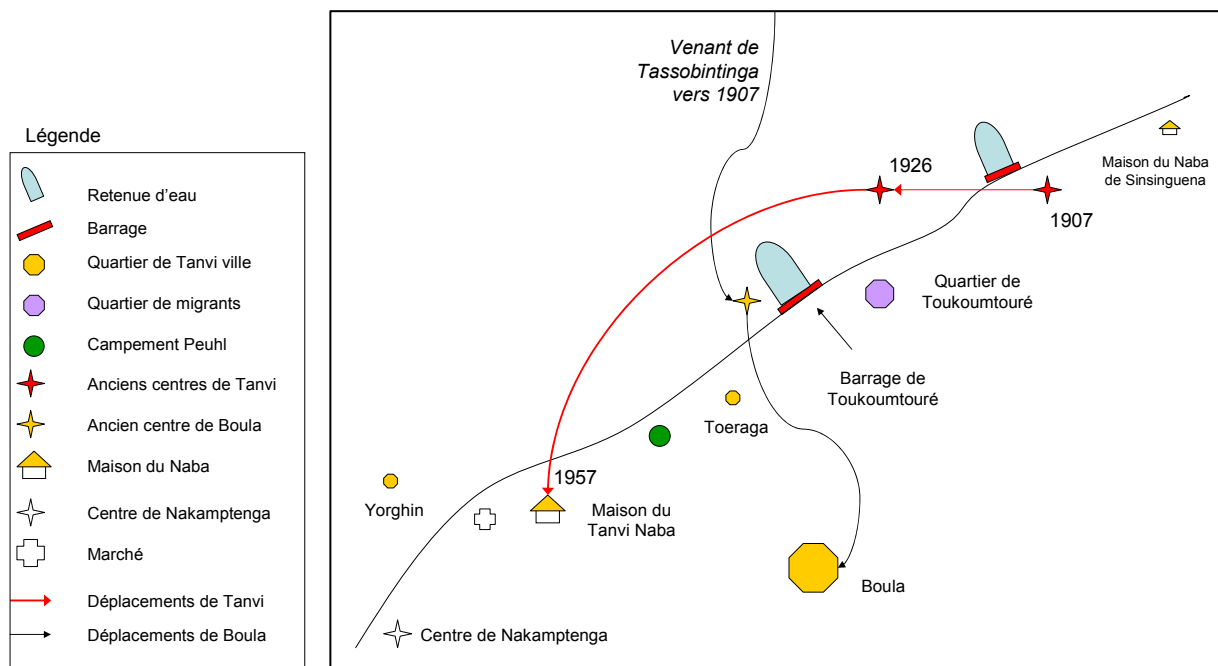 Légende
Retenue d'eau
Barrage
Quartier de Tanvi ville
Quartier de migrants
Campement Peuhl
Anciens centres de Tanvi
Ancien centre de Boula
Maison du Naba
Centre de Nakamptenga
Marché
Déplacements de Tanvi
Déplacements de Boula
Venant de
Tassobintinga
vers 1907
1926
1907
Maison du Naba
de Sinsinguena
Quartier de
Toukoumtouré
Barrage de
Toukoumtouré
Toeraga
1957
Yorghin
Maison du
Tanvi Naba
Boula
Centre de Nakamptenga